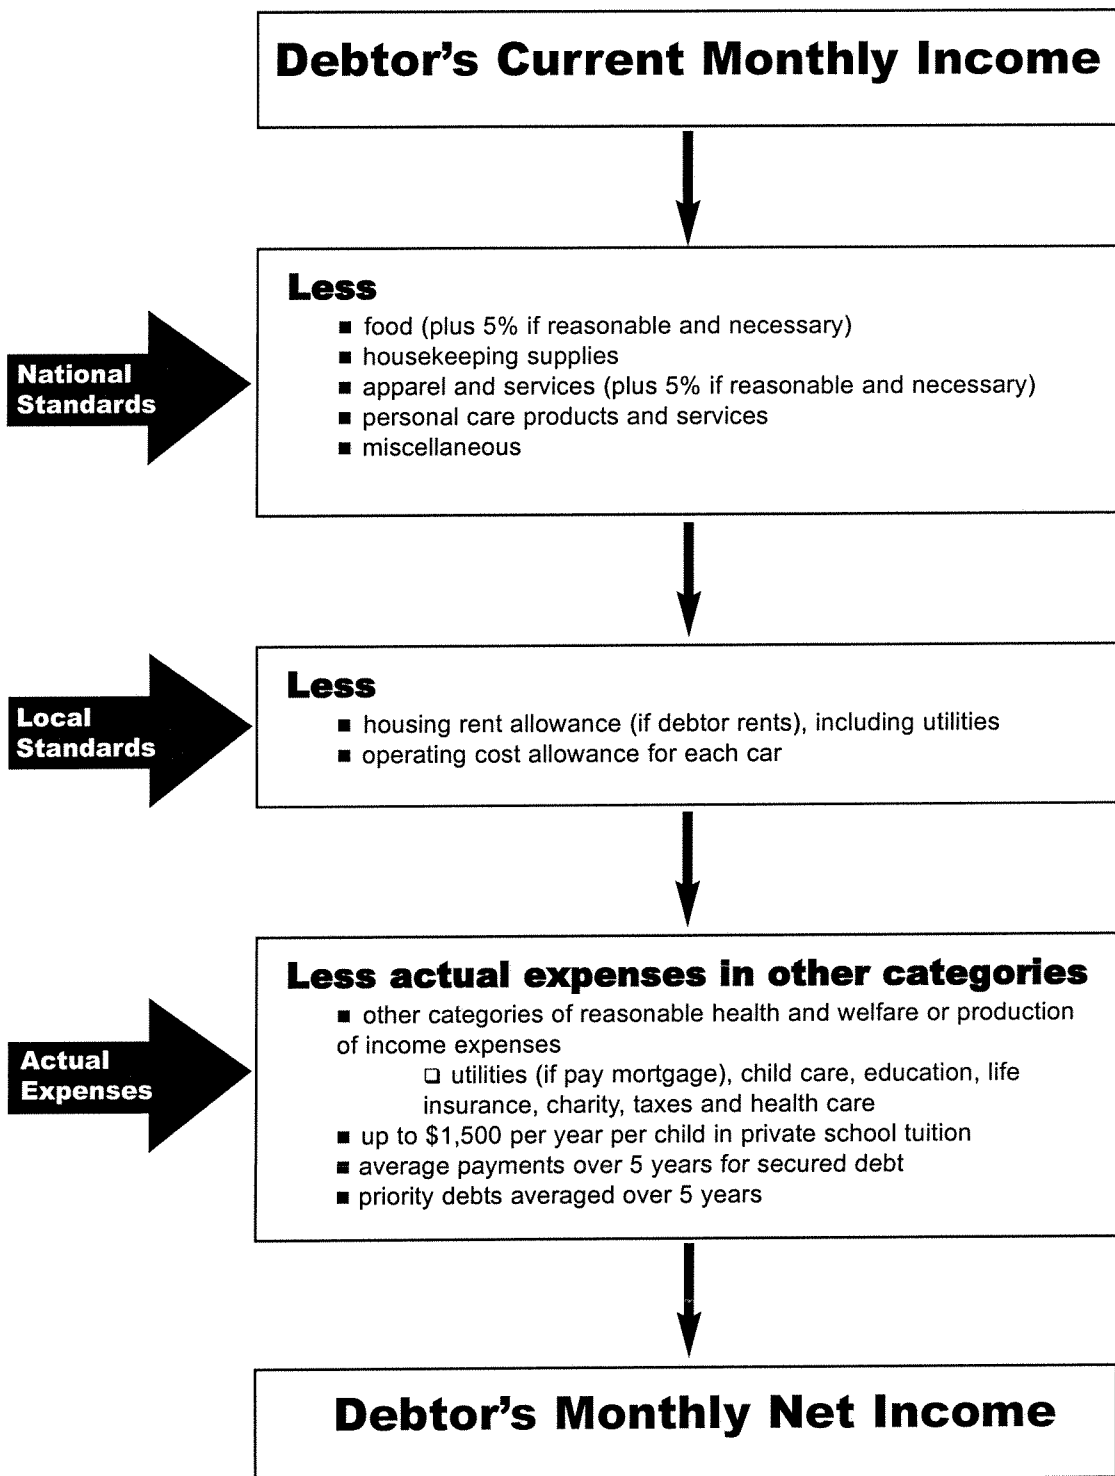 Debtor's Current Monthly Income
Less
■ food (plus 5% if reasonable and necessary)
■ housekeeping supplies
■ apparel and services (plus 5% if reasonable and necessary)
■ personal care products and services
■ miscellaneous
National
Standards
Less
■ housing rent allowance (if debtor rents), including utilities
■ operating cost allowance for each car
Local
Standards
Less actual expenses in other categories
■ other categories of reasonable health and welfare or production
of income expenses
❑ utilities (if pay mortgage), child care, education, life
insurance, charity, taxes and health care
■ up to $1,500 per year per child in private school tuition
■ average payments over 5 years for secured debt
■ priority debts averaged over 5 years
Actual
Expenses
Debtor's Monthly Net Income